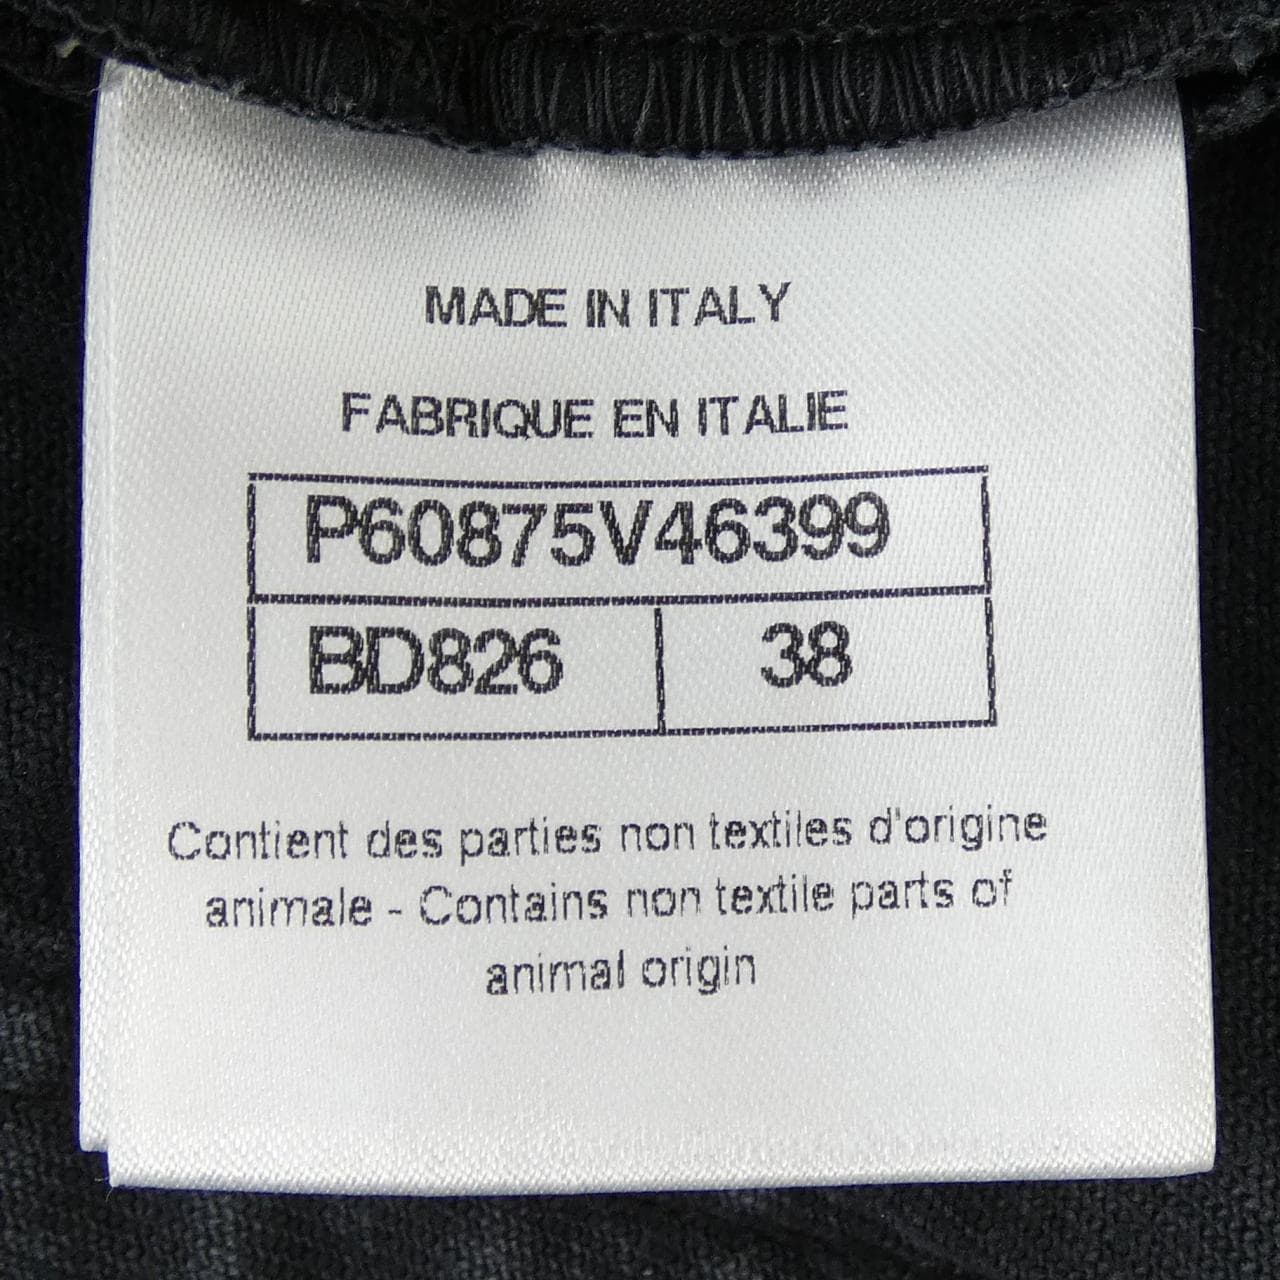 MADE IN ITALY
FABRIQUE EN ITALIE
P60875V46399
BD826 38
Contient des parties non textiles d'origine
animale - Contains non textile parts of
animal origin